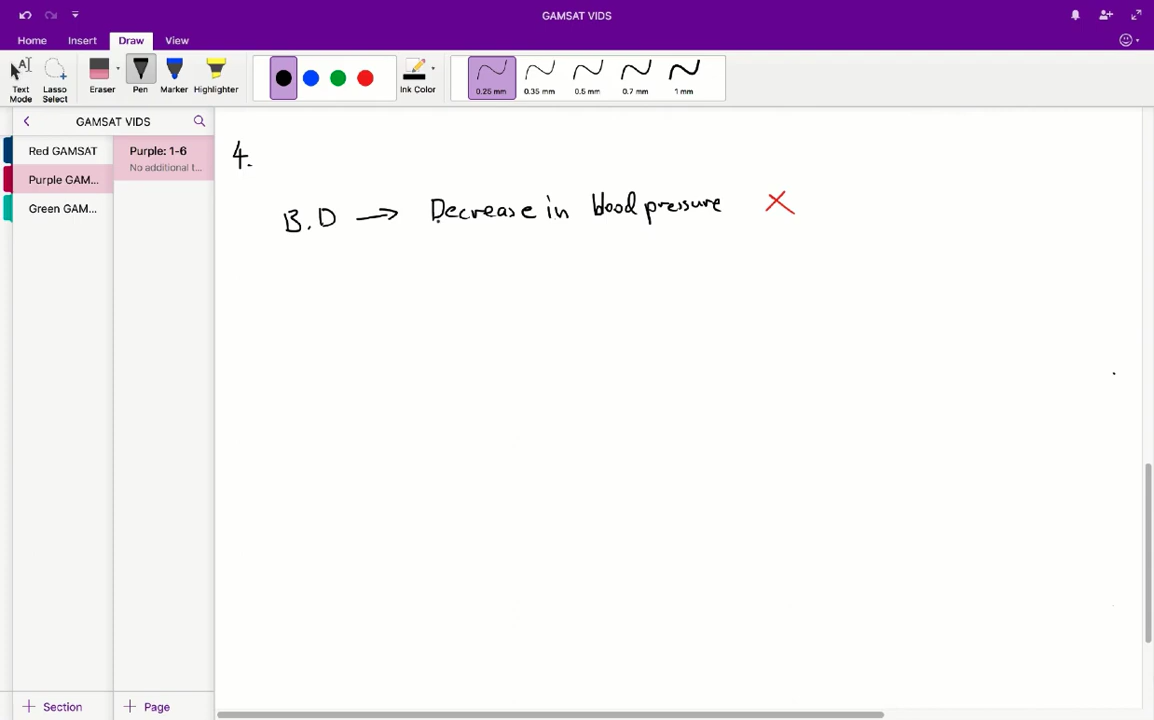 GAMSAT VIDS
Home Insert Draw View
Text Mode
Lasso Select
Eraser
Pen
Marker
Highlighter
Ink Color
0.25 mm 0.35 mm 0.5 mm 0.7 mm 1 mm
GAMSAT VIDS
Red GAMSAT
Purple GAM...
Green GAM...
Purple: 1-6
No additional t...
4.
B.D → Decrease in blood pressure X
+ Section
+ Page